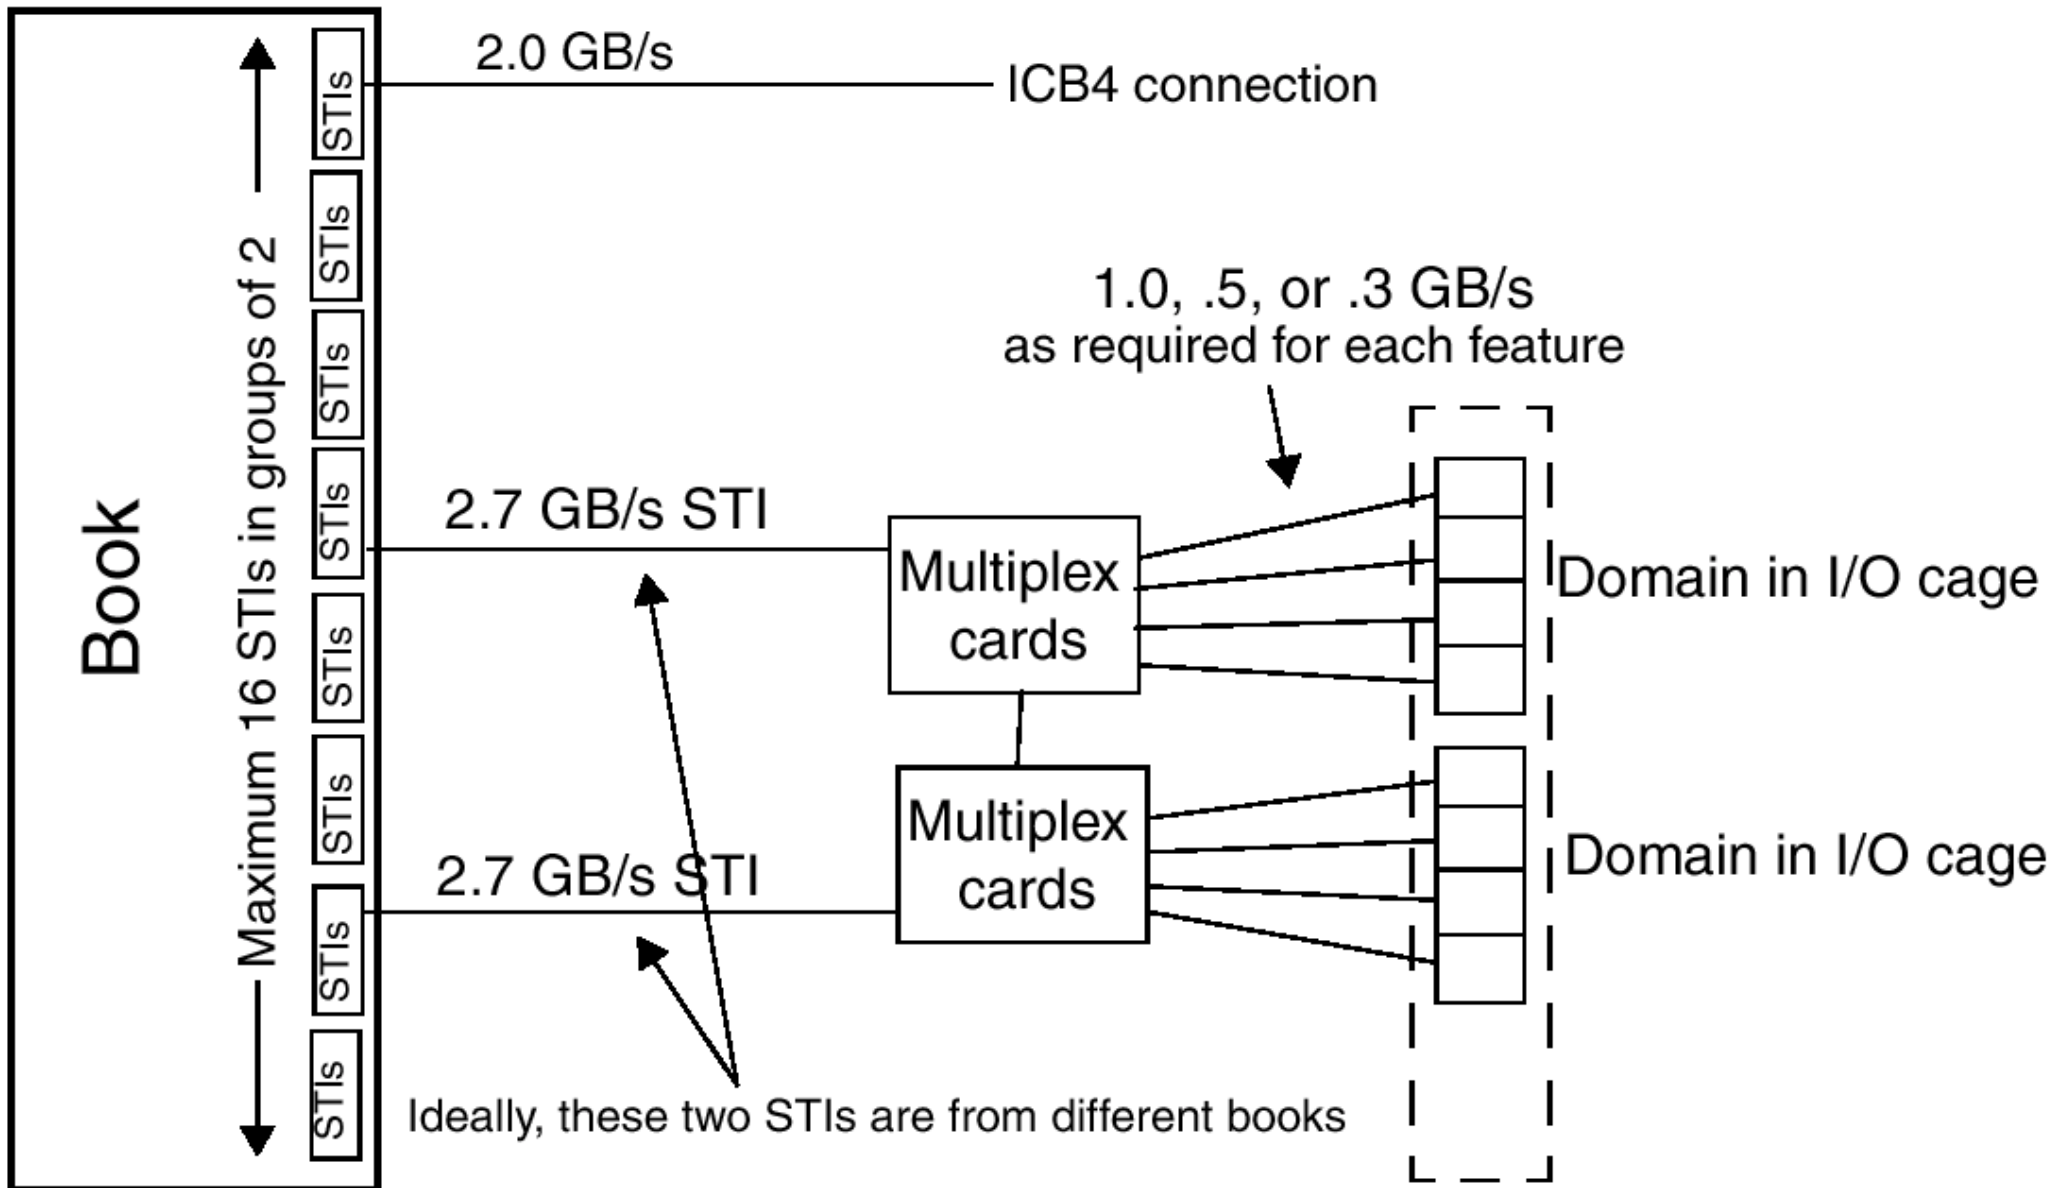 Book
Maximum 16 STIs in groups of 2
STIs
STIs
STIs
STIs
STIs
STIs
STIs
STIs
2.0 GB/s
ICB4 connection
1.0, .5, or .3 GB/s
as required for each feature
2.7 GB/s STI
Multiplex
cards
Domain in I/O cage
2.7 GB/s STI
Multiplex
cards
Domain in I/O cage
Ideally, these two STIs are from different books